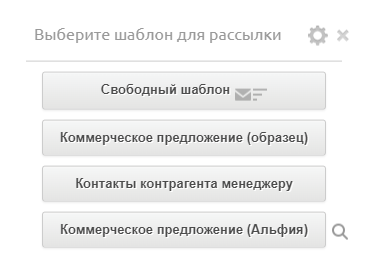 Выберите шаблон для рассылки
Свободный шаблон
Коммерческое предложение (образец)
Контакты контрагента менеджеру
Коммерческое предложение (Альфия)